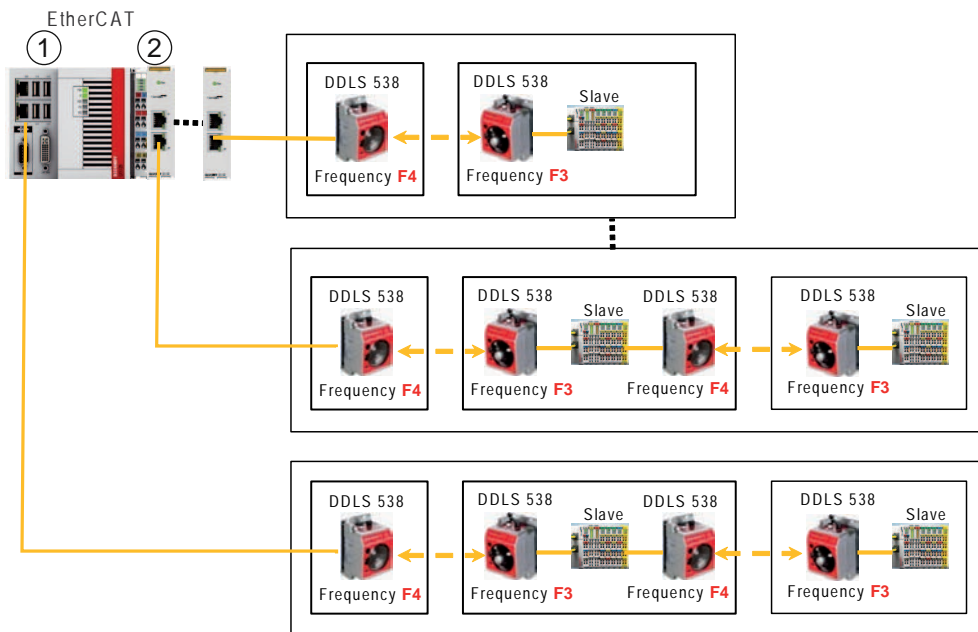 EtherCAT
1
2
DDLS 538
DDLS 538
Slave
Frequency F4
Frequency F3
DDLS 538
DDLS 538
Slave
DDLS 538
DDLS 538
Slave
Frequency F4
Frequency F3
Frequency F4
Frequency F3
DDLS 538
DDLS 538
Slave
DDLS 538
DDLS 538
Slave
Frequency F4
Frequency F3
Frequency F4
Frequency F3